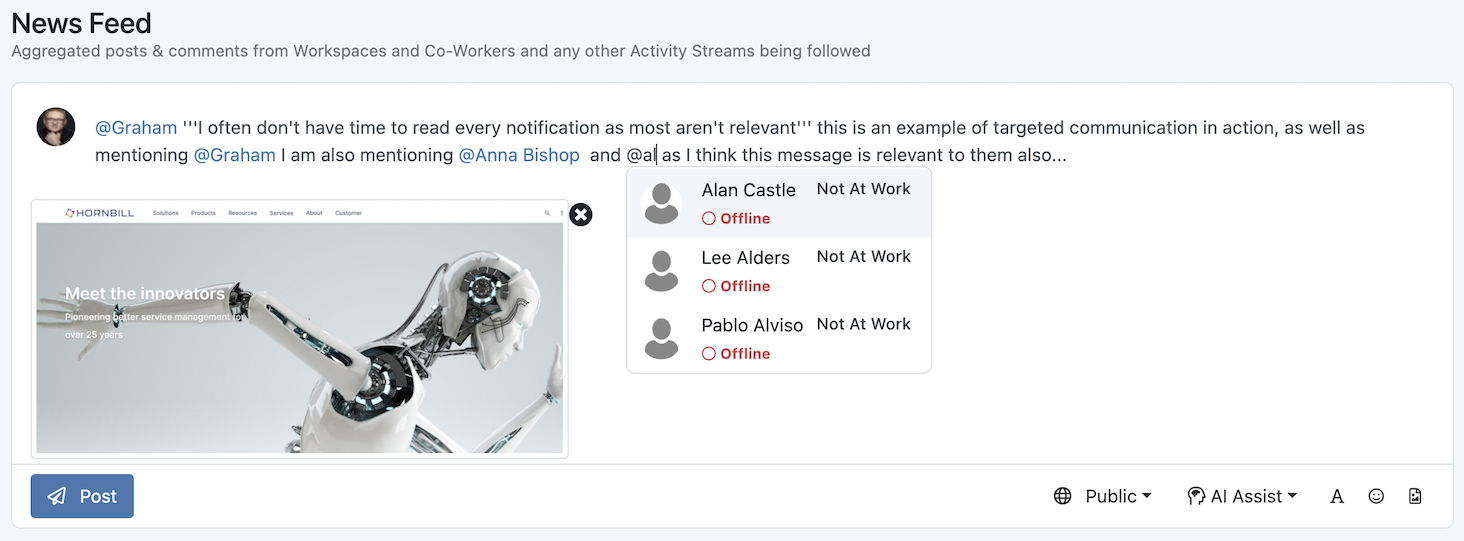 News Feed
Aggregated posts & comments from Workspaces and Co-Workers and any other Activity Streams being followed
@Graham '''I often don't have time to read every notification as most aren't relevant''' this is an example of targeted communication in action, as well as
mentioning @Graham I am also mentioning @Anna Bishop and @al as I think this message is relevant to them also...
Alan Castle Not At Work
Offline
Lee Alders Not At Work
Offline
Pablo Alviso Not At Work
Offline
HORNBILL Solutions Products Resources Services About Customer
Meet the innovators
Pioneering better service management for
over 25 years
Post Public AI Assist A